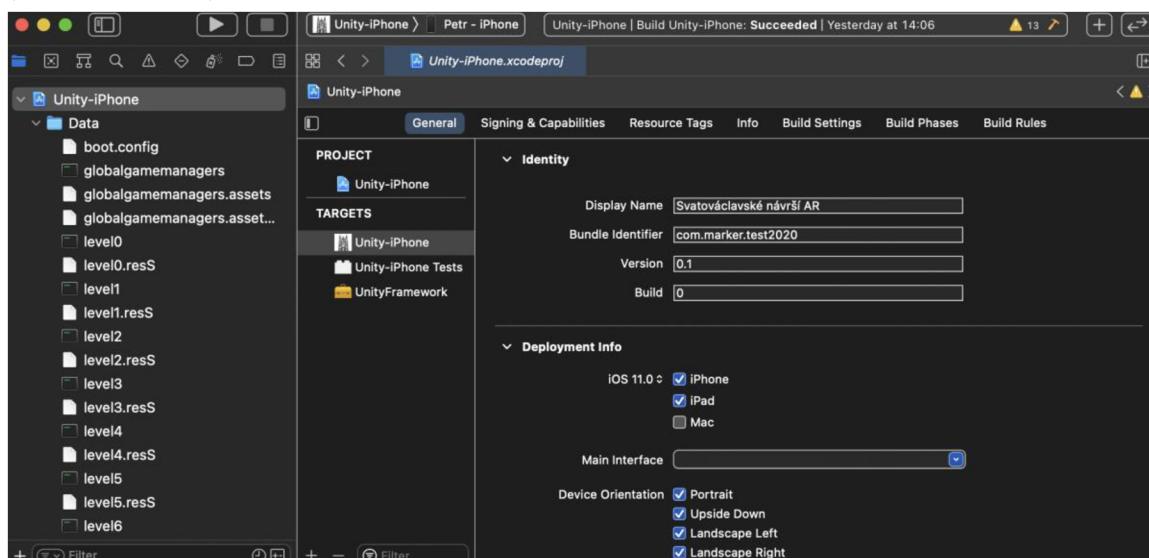 Unity-iPhone 〉 Petr - iPhone
Unity-iPhone | Build Unity-iPhone: Succeeded | Yesterday at 14:06
13
Unity-iPhone.xcodeproj
Unity-iPhone
Data
boot.config
globalgamemanagers
globalgamemanagers.assets
globalgamemanagers.asset...
level0
level0.resS
level1
level1.resS
level2
level2.resS
level3
level3.resS
level4
level4.resS
level5
level5.resS
level6
Filter
Unity-iPhone
General Signing & Capabilities Resource Tags Info Build Settings Build Phases Build Rules
PROJECT
Unity-iPhone
TARGETS
Unity-iPhone
Unity-iPhone Tests
UnityFramework
Filter
Identity
Display Name Svatováclavské návrší AR
Bundle Identifier com.marker.test2020
Version 0.1
Build 0
Deployment Info
iOS 11.0 iPhone
iPad
Mac
Main Interface
Device Orientation Portrait
Upside Down
Landscape Left
Landscape Right